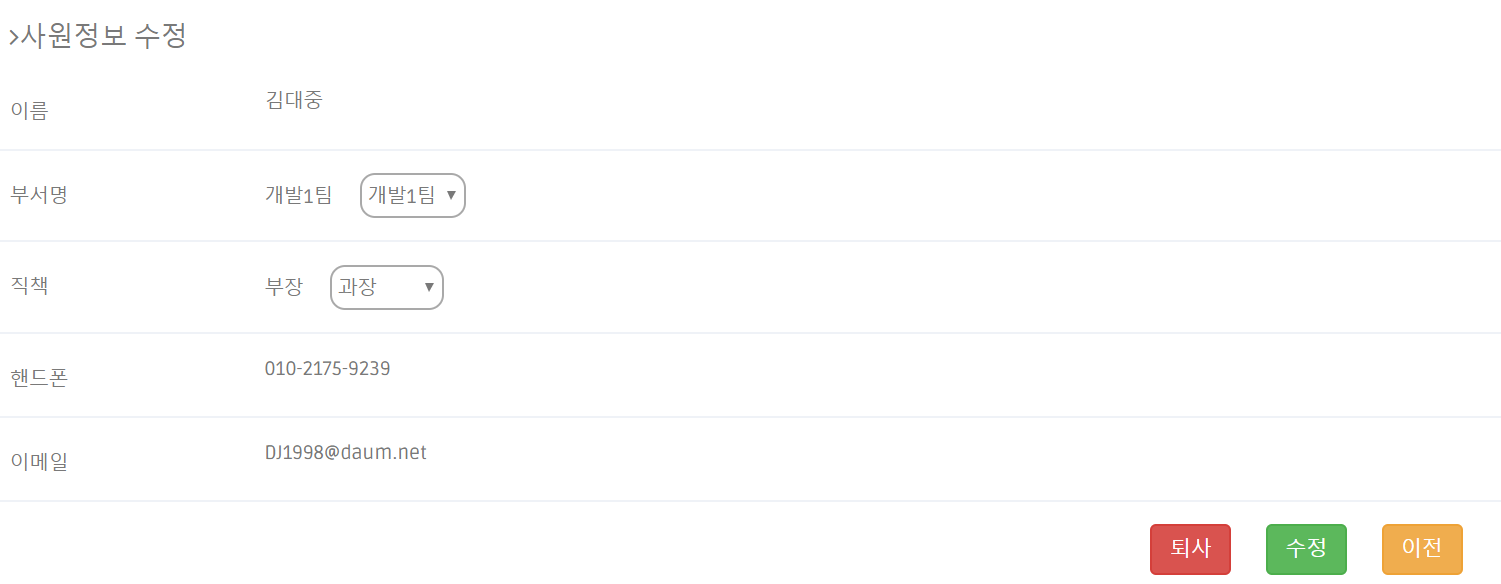 >사원정보 수정
이름 김대중
부서명 개발1팀 개발1팀 ▼
직책 부장 과장 ▼
핸드폰 010-2175-9239
이메일 DJ1998@daum.net
퇴사 수정 이전